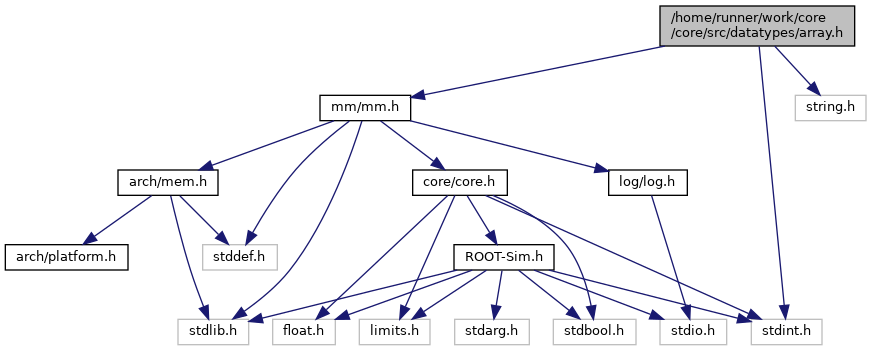 /home/runner/work/core
/core/src/datatypes/array.h
mm/mm.h
string.h
arch/mem.h
core/core.h
log/log.h
arch/platform.h
stddef.h
ROOT-Sim.h
stdlib.h
float.h
limits.h
stdarg.h
stdbool.h
stdio.h
stdint.h